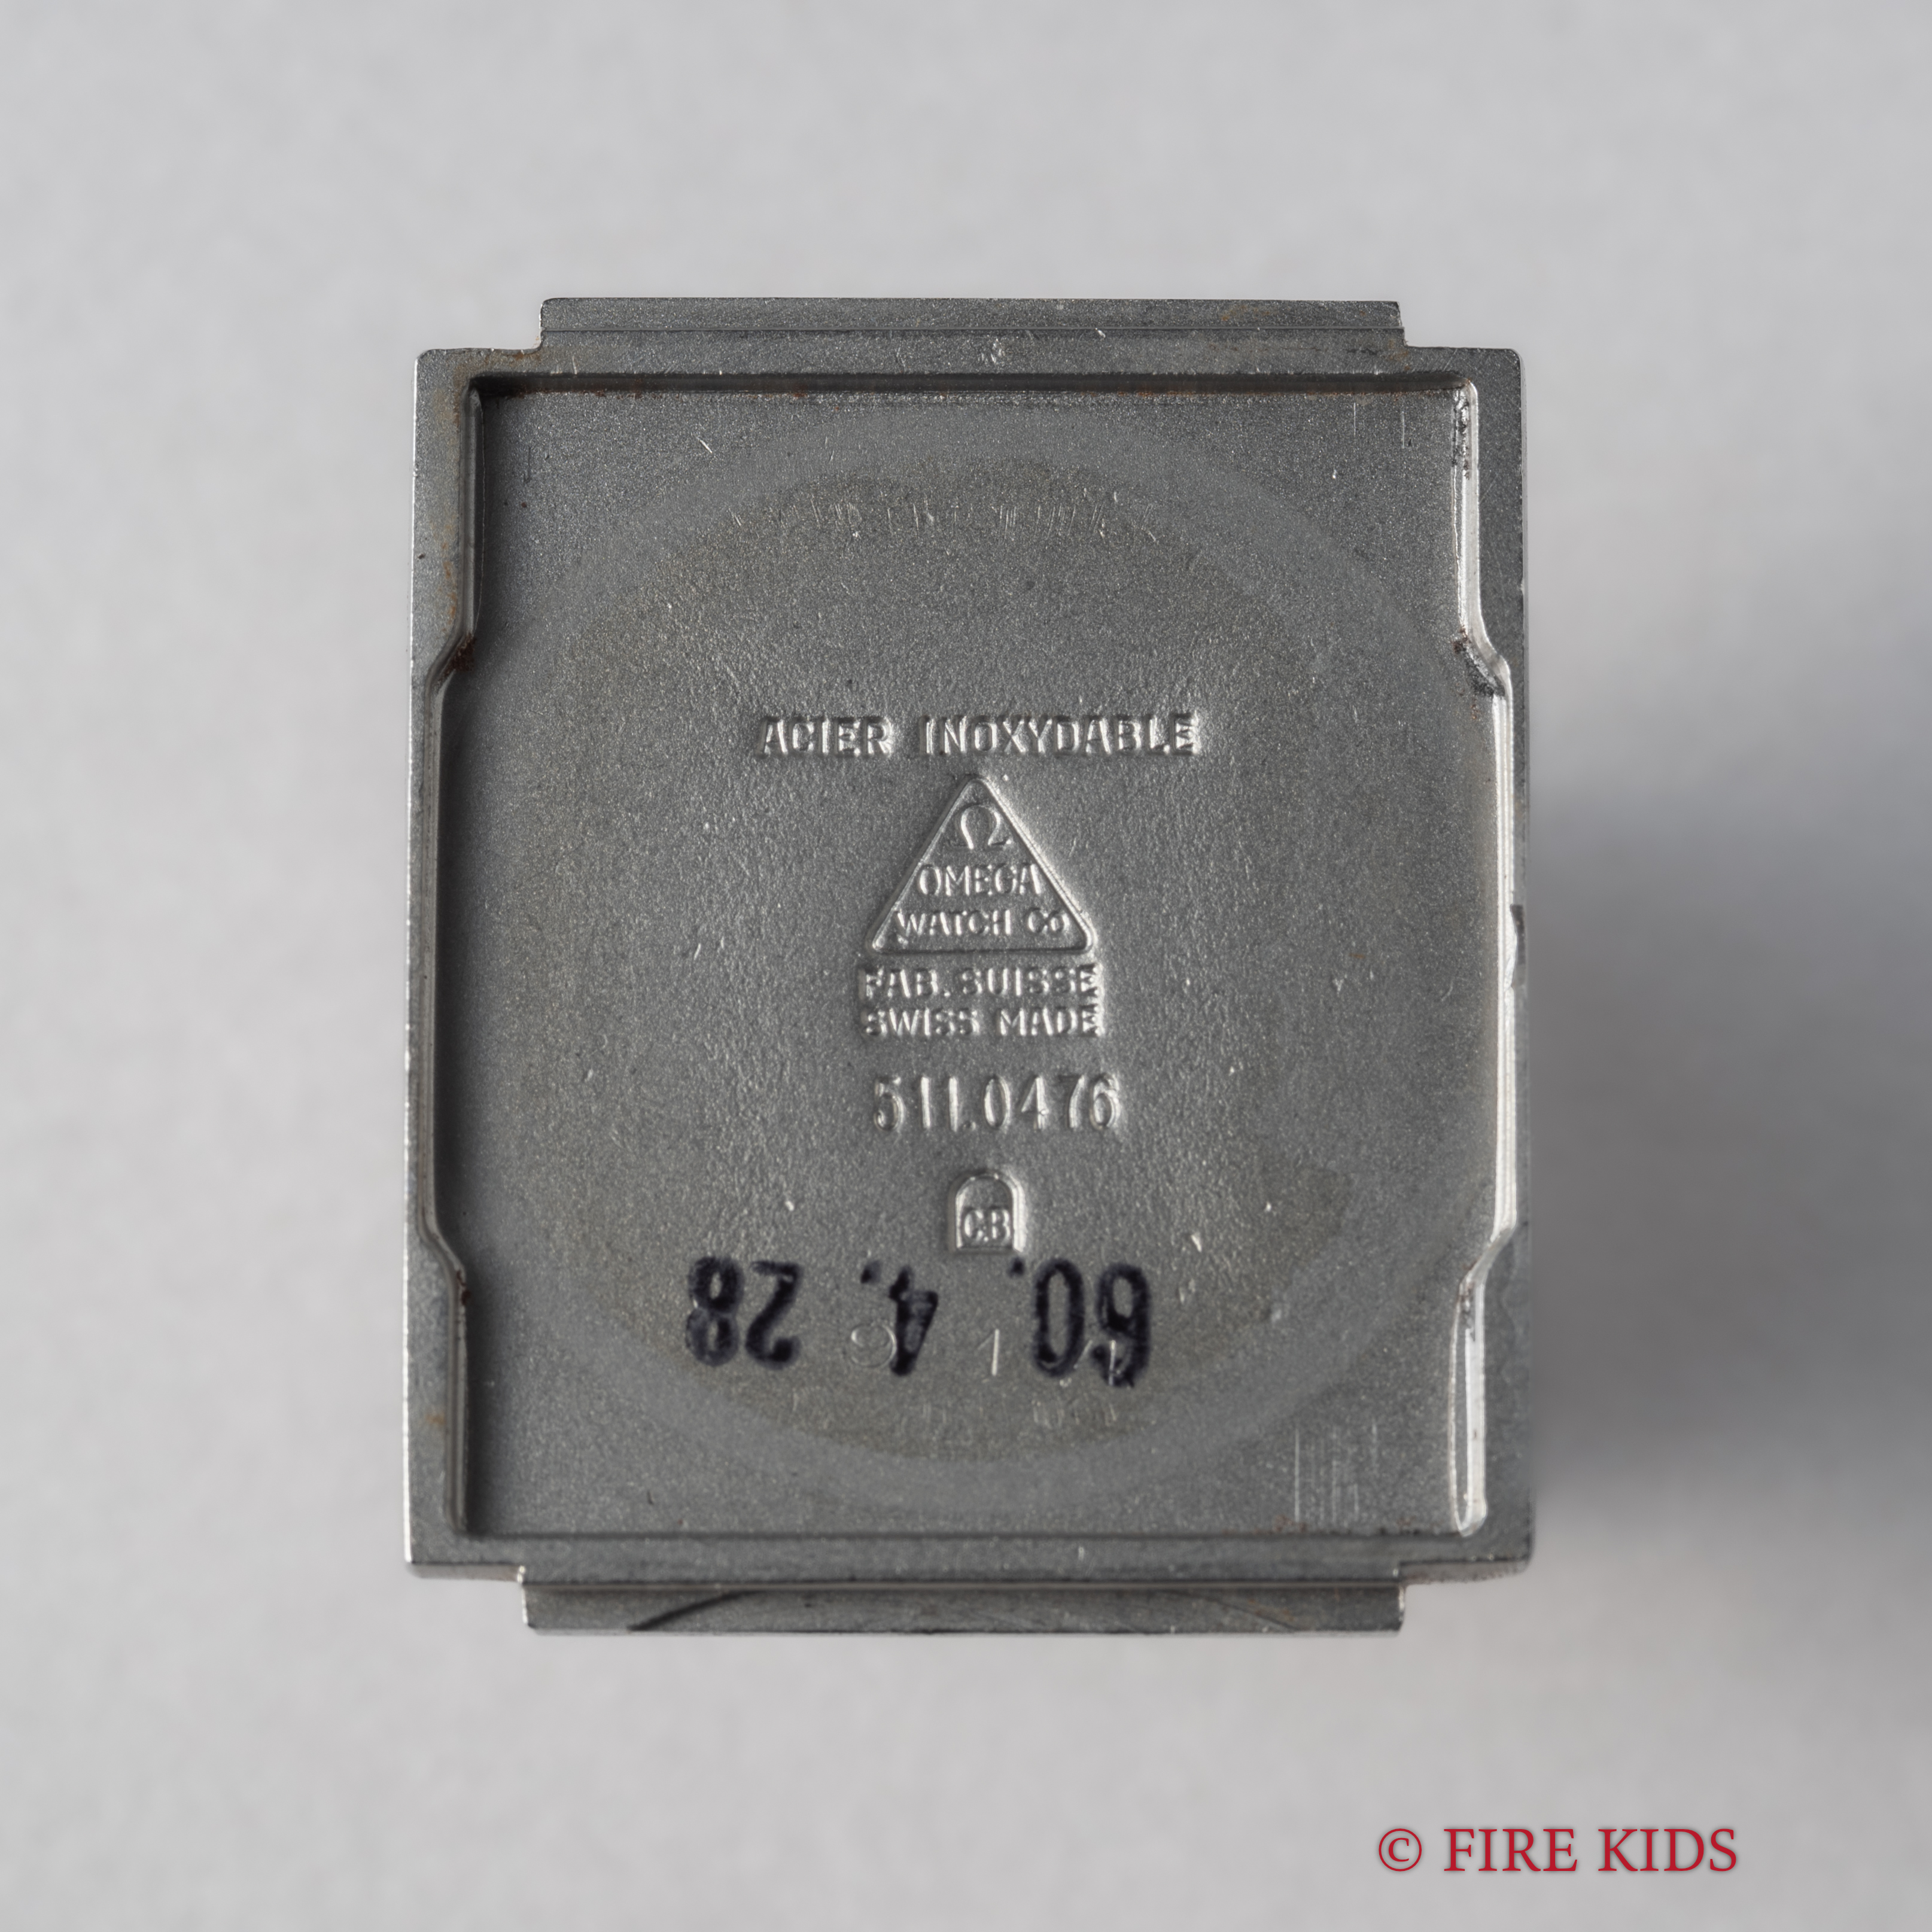 ACIER INOXYDABLE
Ω
OMEGA
WATCH Co
FAB. SUISSE
SWISS MADE
511.0476
CB
60. 4. 28
© FIRE KIDS